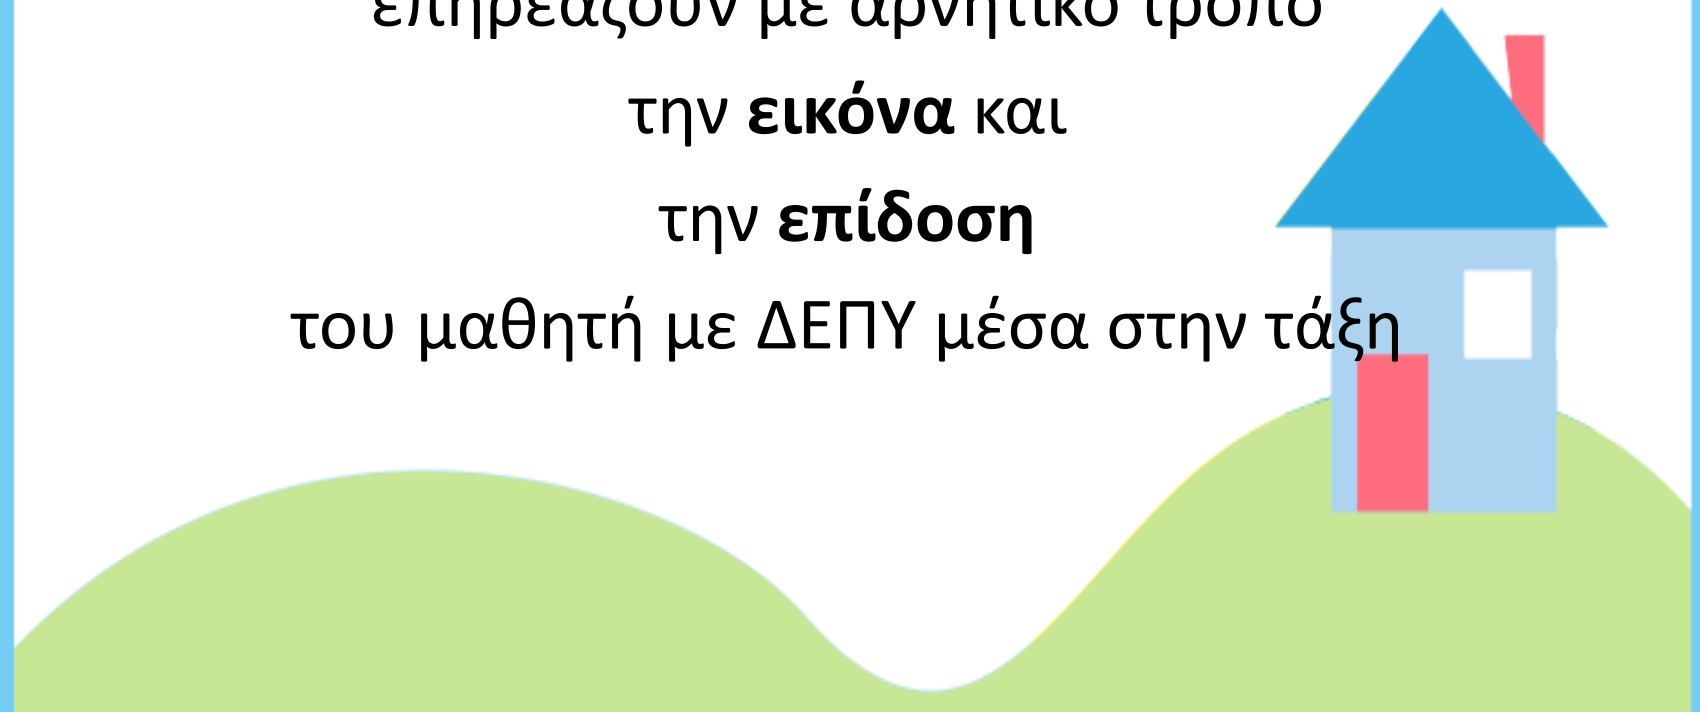 επηρεάζουν με αρνητικό τρόπο
την εικόνα και
την επίδοση
του μαθητή με ΔΕΠΥ μέσα στην τάξη